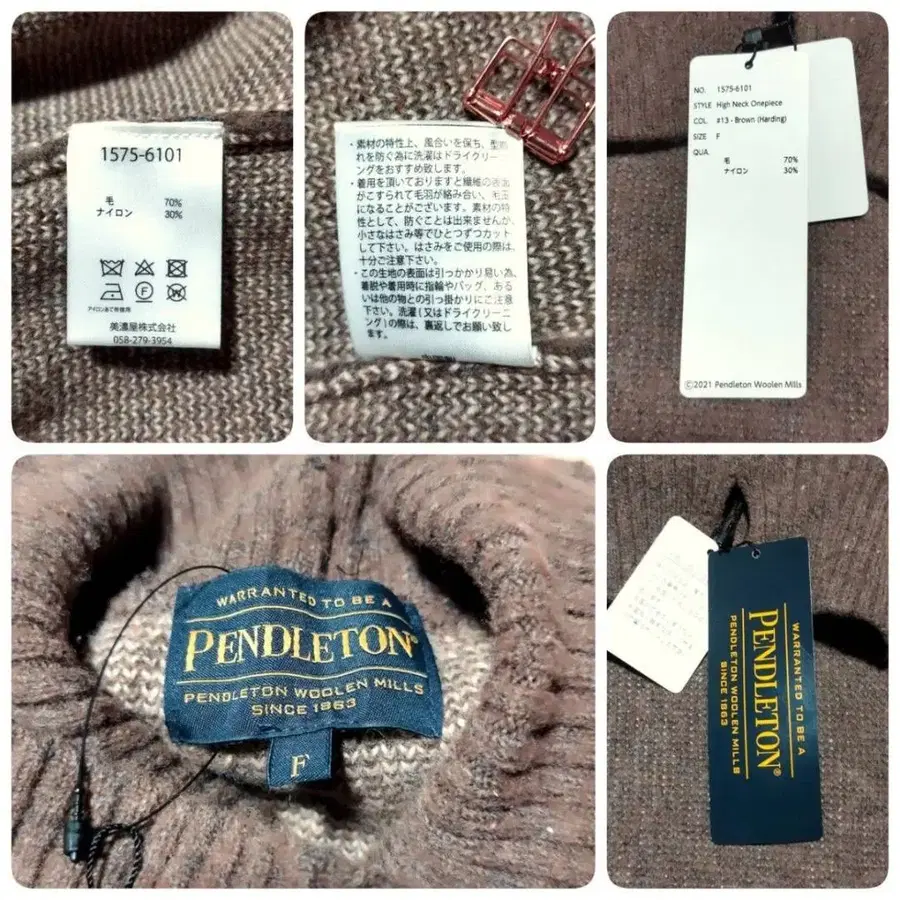 1575-6101
毛 70%
ナイロン 30%
アイロンあて布使用
美濃屋株式会社
058-279-3954
・素材の特性上、風合いを保ち、型崩
れを防ぐ為に洗濯はドライクリー
ングをおすすめ致します。
・着用を頂いておりますと繊維の表面
がこすられて毛羽が絡み合い、毛玉
になることがございます。素材の特
性として、防ぐことは出来ませんが、
小さなはさみ等でひとつずつカット
して下さい。はさみをご使用の際は、
十分ご注意下さい。
・この生地の表面は引っかかり易い為、
着脱や着用時に指輪やバッグ、ある
いは他の物との引っ掛かりにご注意
下さい。洗濯(又はドライクリーニ
ング)の際は、裏返しでお願い致し
ます。
NO. 1575-6101
STYLE High Neck Onepiece
COL. #13 - Brown (Harding)
SIZE F
QUA.
毛 70%
ナイロン 30%
©2021 Pendleton Woolen Mills
WARRANTED TO BE A
PENDLETON®
PENDLETON WOOLEN MILLS
SINCE 1863
F
WARRANTED TO BE A
PENDLETON®
PENDLETON WOOLEN MILLS
SINCE 1863